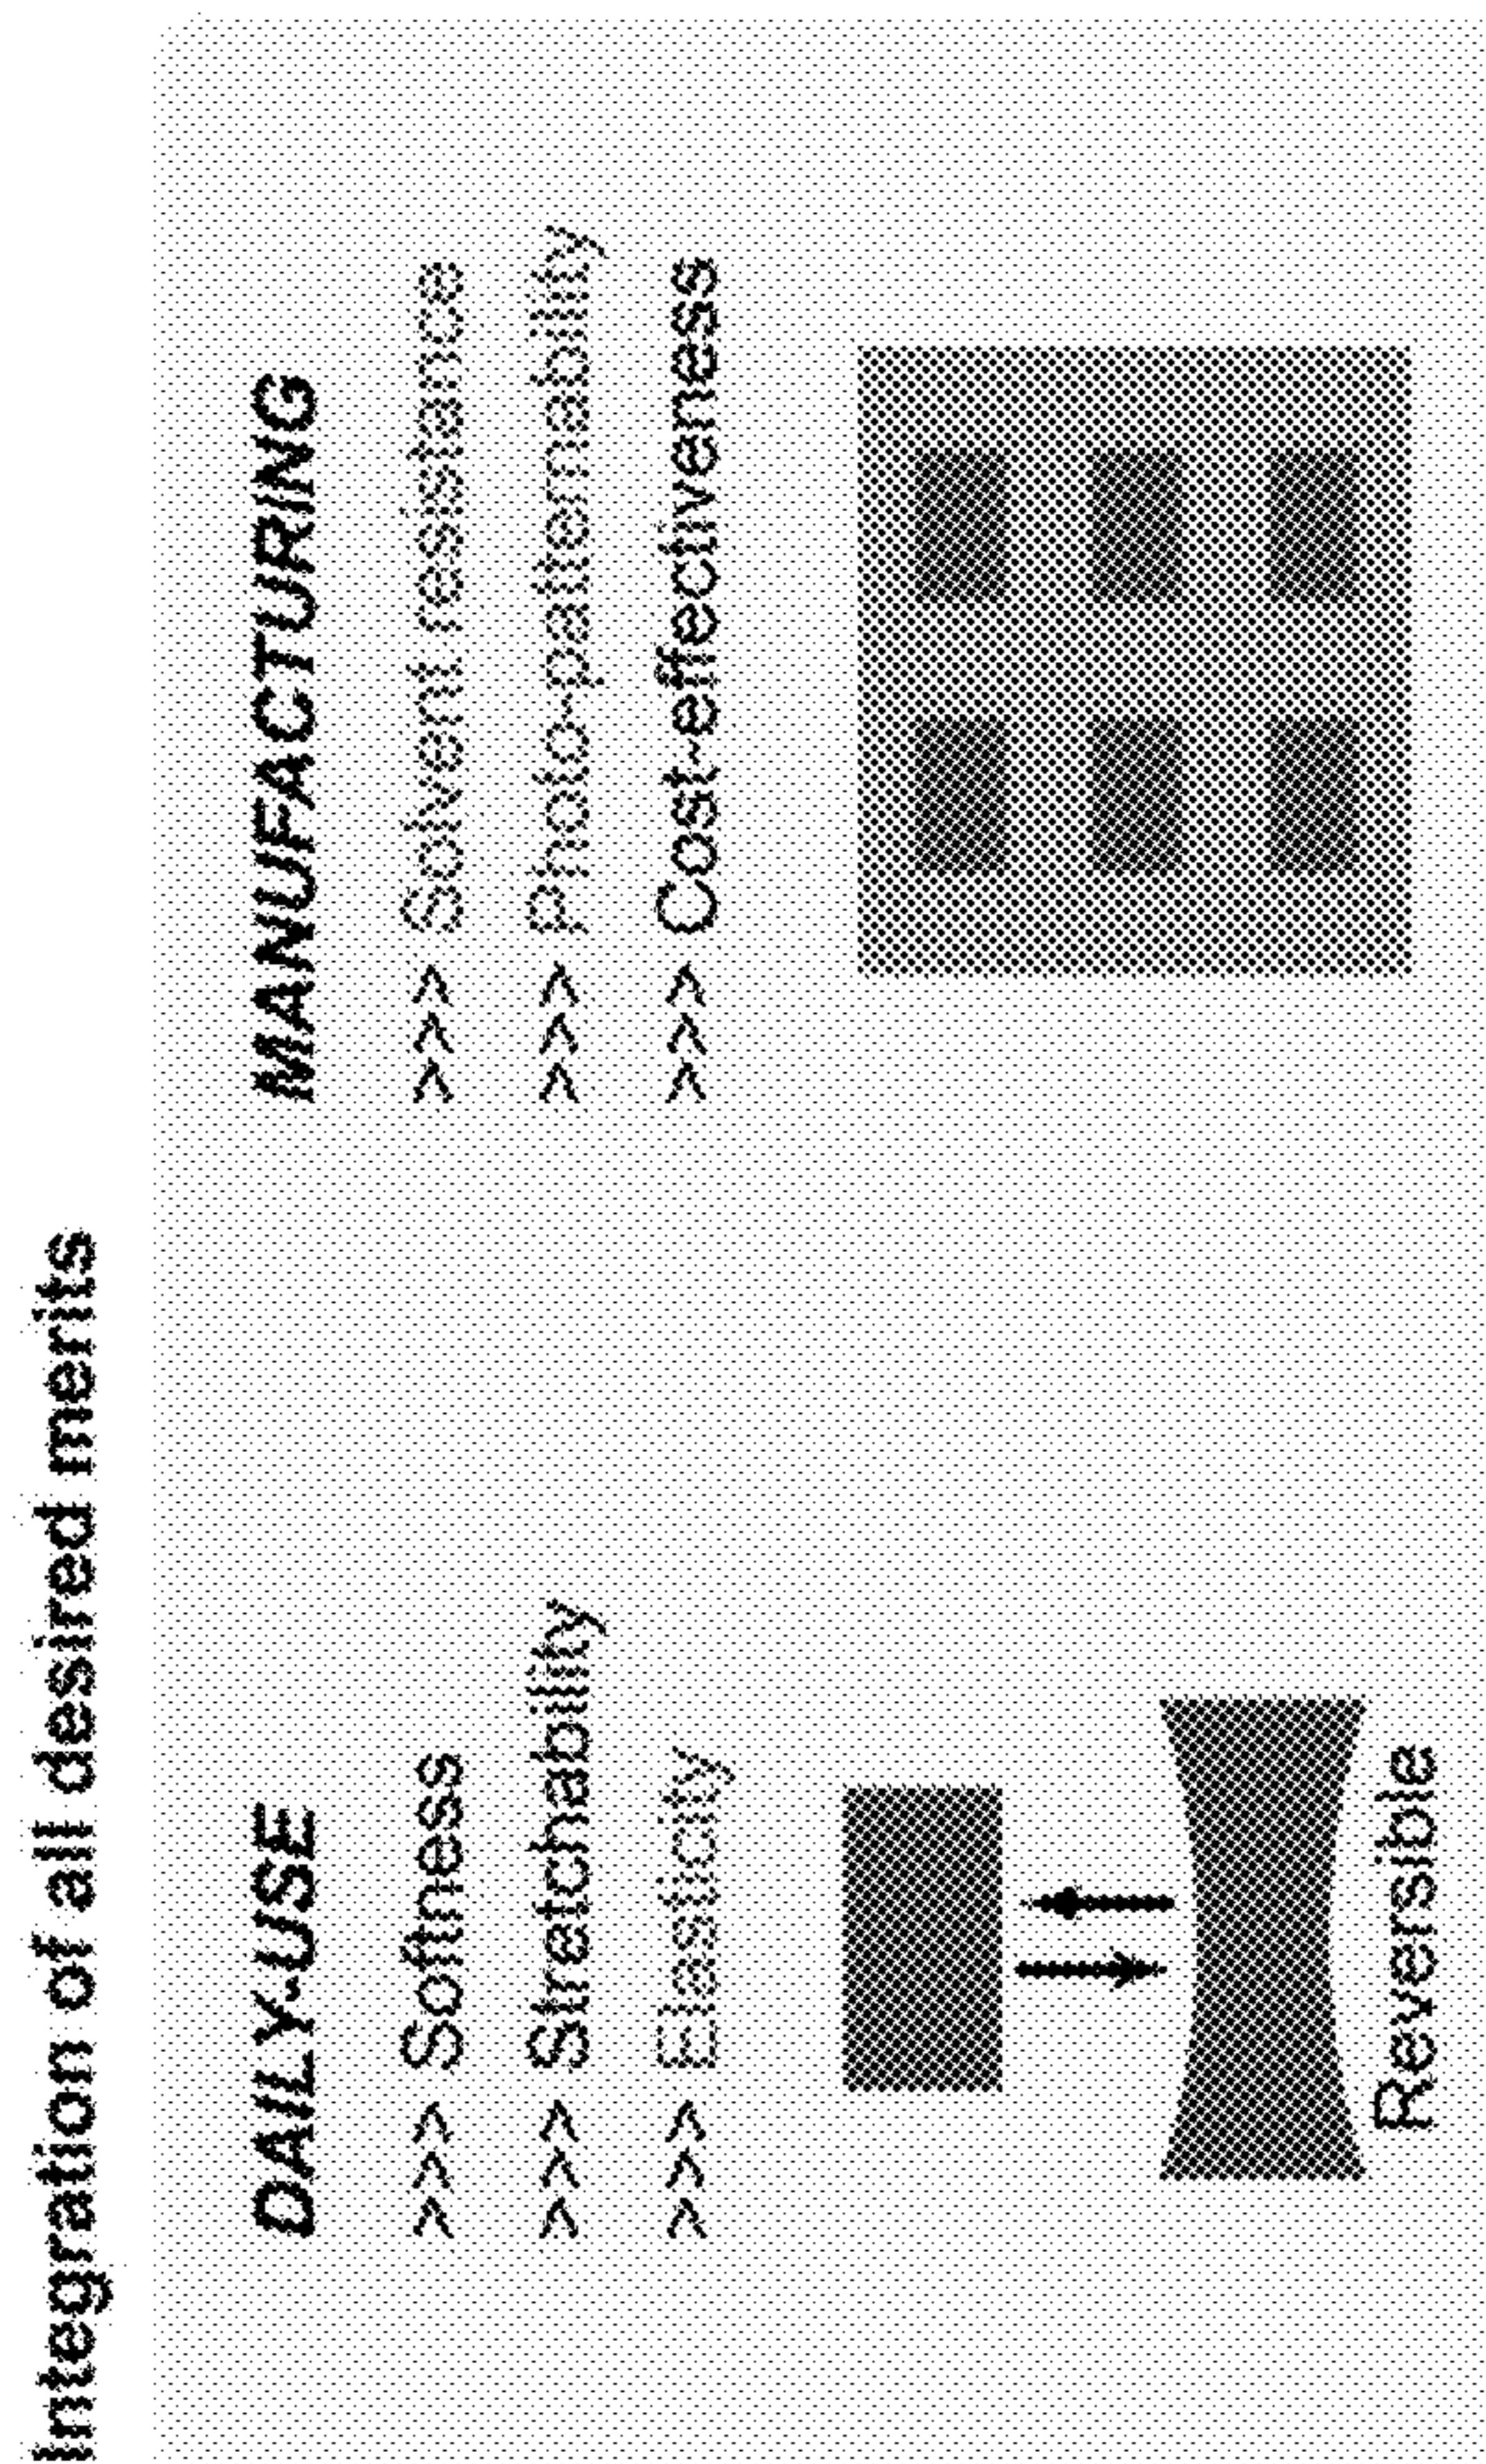 Integration of all desired merits
DAILY-USE
>>> Softness
>>> Stretchability
>>> Elasticity
Reversible
MANUFACTURING
>>> Solvent resistance
>>> Photo-patternability
>>> Cost-effectiveness